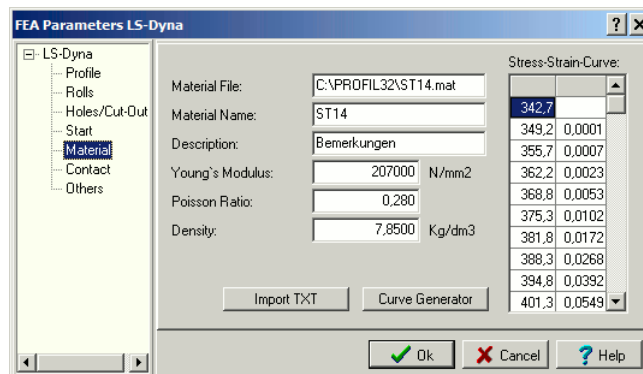 FEA Parameters LS-Dyna
LS-Dyna
Profile
Rolls
Holes/Cut-Out
Start
Material
Contact
Others
Material File: C:\PROFIL32\ST14.mat
Material Name: ST14
Description: Bemerkungen
Young`s Modulus: 207000 N/mm2
Poisson Ratio: 0,280
Density: 7,8500 Kg/dm3
Import TXT Curve Generator
Stress-Strain-Curve:
342,7
349,2 0,0001
355,7 0,0007
362,2 0,0023
368,8 0,0053
375,3 0,0102
381,8 0,0172
388,3 0,0268
394,8 0,0392
401,3 0,0549
Ok Cancel ? Help